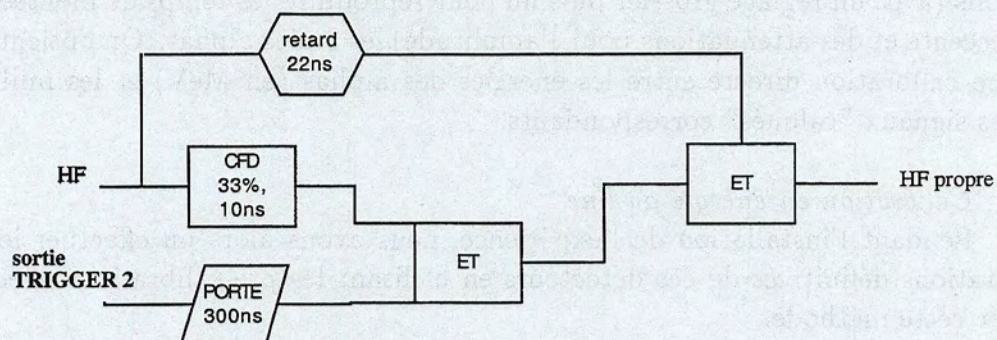 retard
22ns
HF
CFD
33%,
10ns
ET
HF propre
sortie
TRIGGER 2
PORTE
300ns
ET